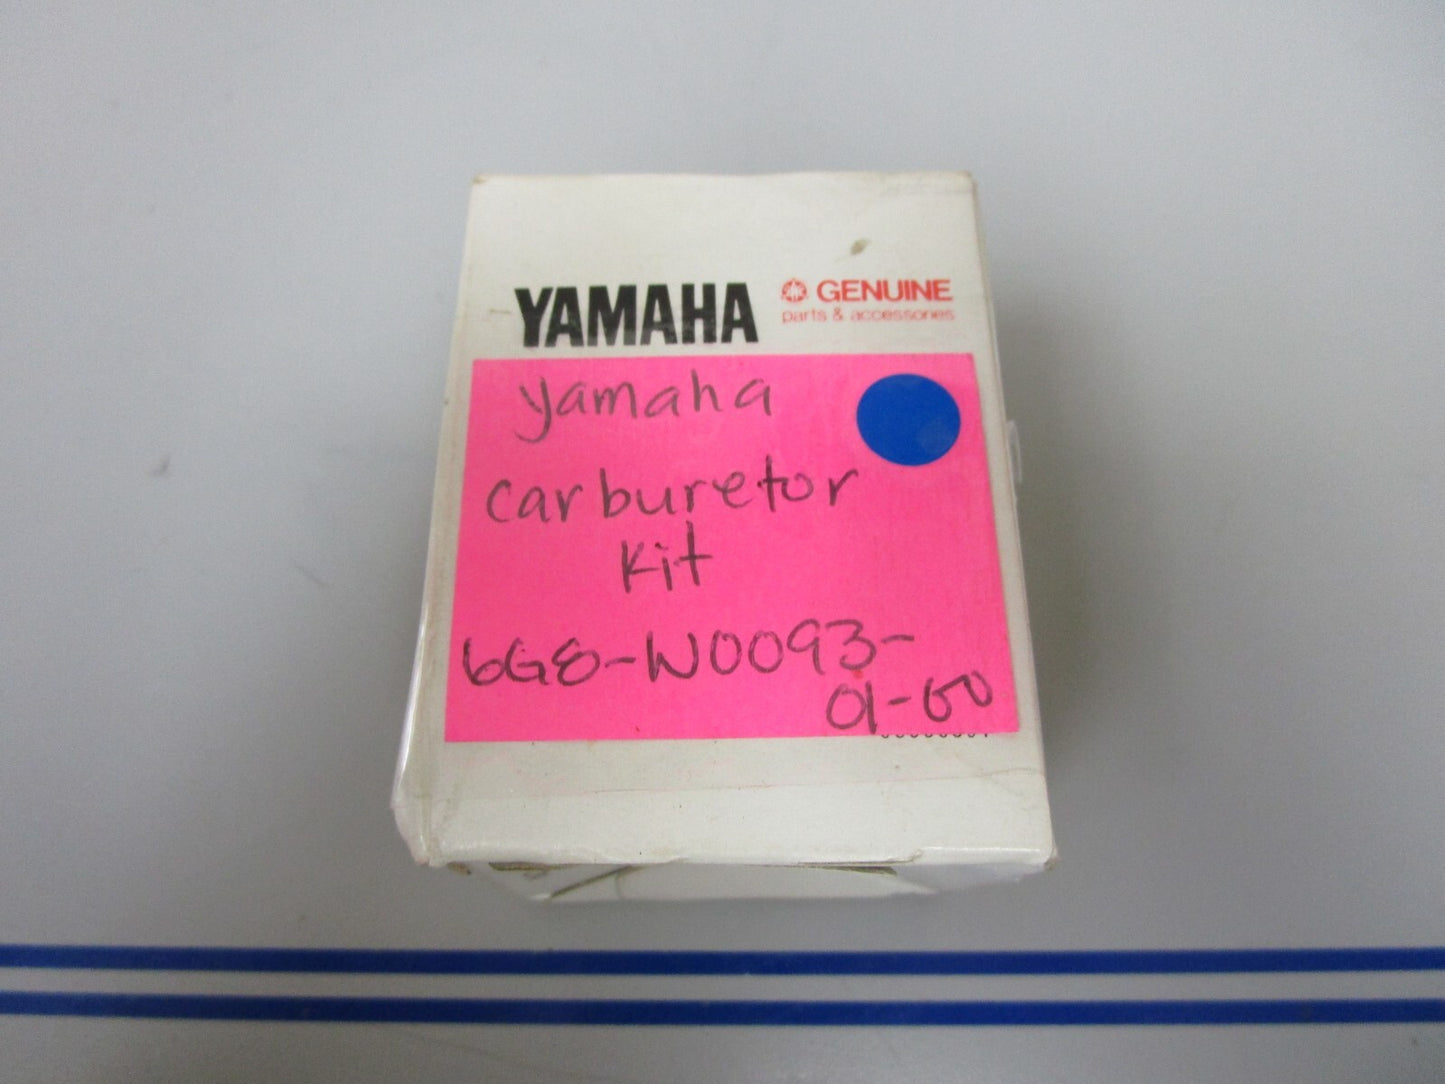 YAMAHA GENUINE
parts & accessories
Yamaha
carburetor
Kit
6G8-W0093-
01-00